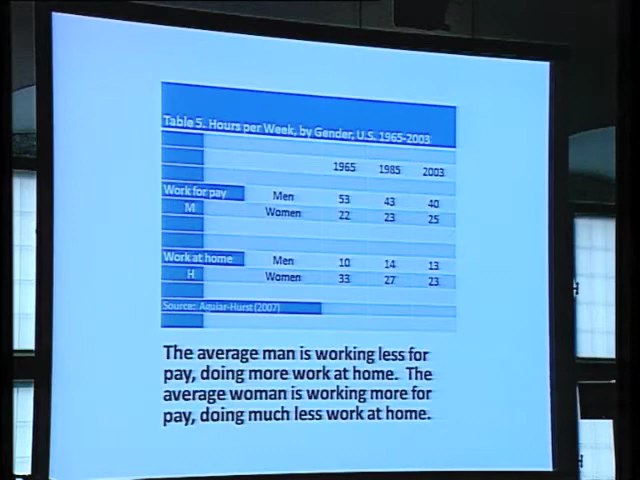 Table 5. Hours per Week, by Gender, U.S. 1965-2003
1965 1985 2003
Work for pay Men 53 43 40
M Women 22 23 25
Work at home Men 10 14 13
H Women 33 27 23
Source: Aguiar-Hurst (2007)
The average man is working less for
pay, doing more work at home. The
average woman is working more for
pay, doing much less work at home.